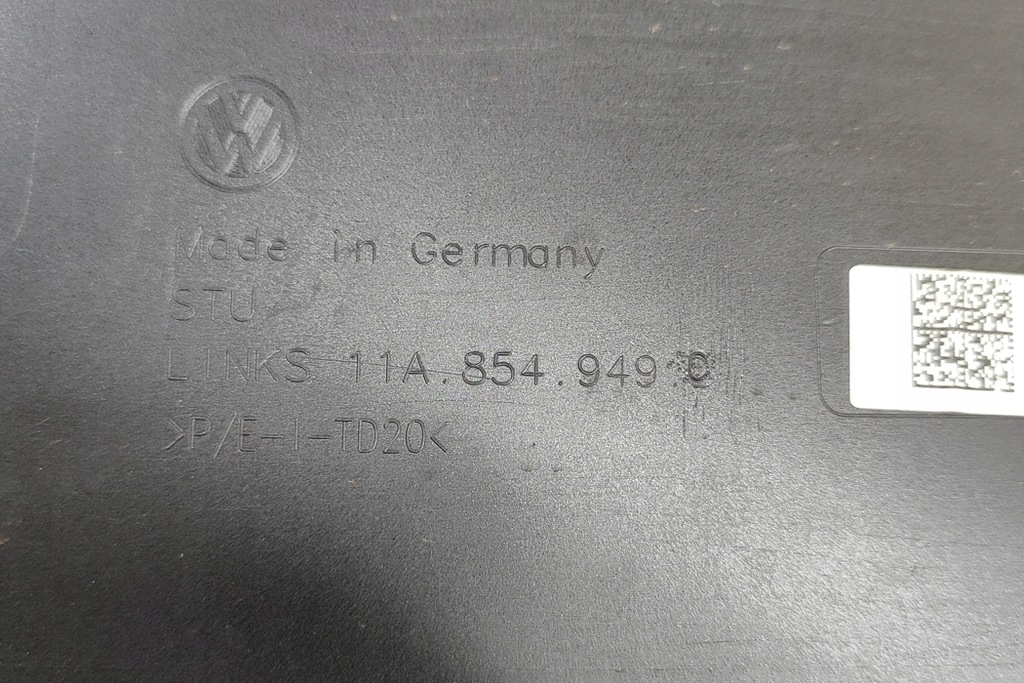 Made in Germany
STU
LINKS 11A.854.949.
>P/E-I-TD20<